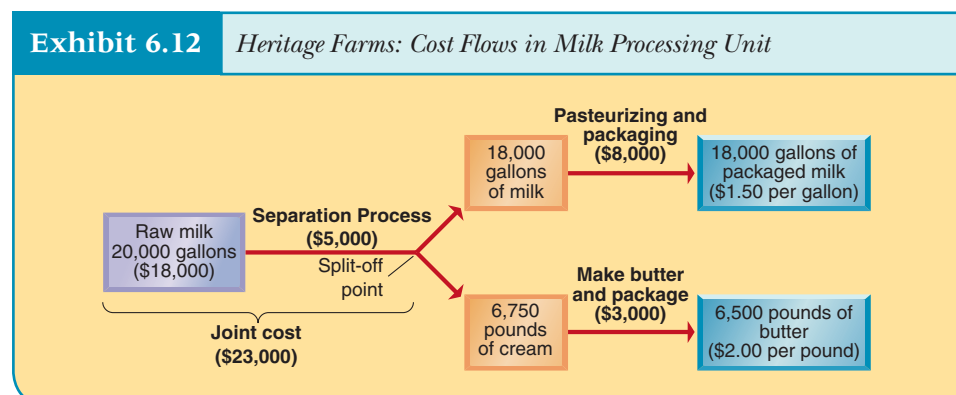 Exhibit 6.12
Heritage Farms: Cost Flows in Milk Processing Unit
Raw milk
20,000 gallons
($18,000)
Separation Process
($5,000)
Split-off
point
Joint cost
($23,000)
18,000
gallons
of milk
Pasteurizing and
packaging
($8,000)
18,000 gallons of
packaged milk
($1.50 per gallon)
6,750
pounds
of cream
Make butter
and package
($3,000)
6,500 pounds of
butter
($2.00 per pound)